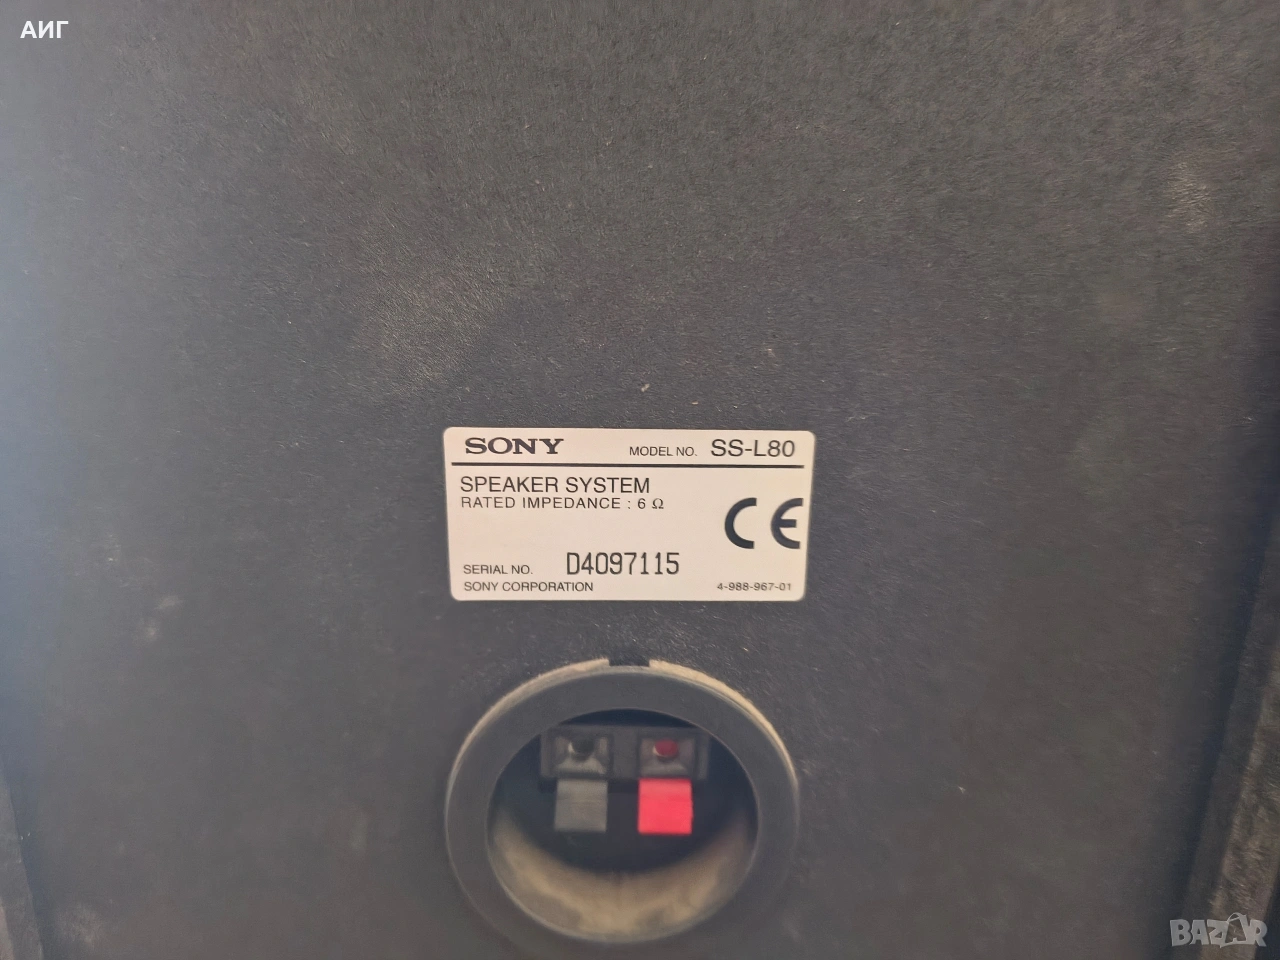 АИГ
SONY MODEL NO. SS-L80
SPEAKER SYSTEM
RATED IMPEDANCE : 6 Ω
CE
SERIAL NO. D4097115
SONY CORPORATION 4-988-967-01
BAZAR